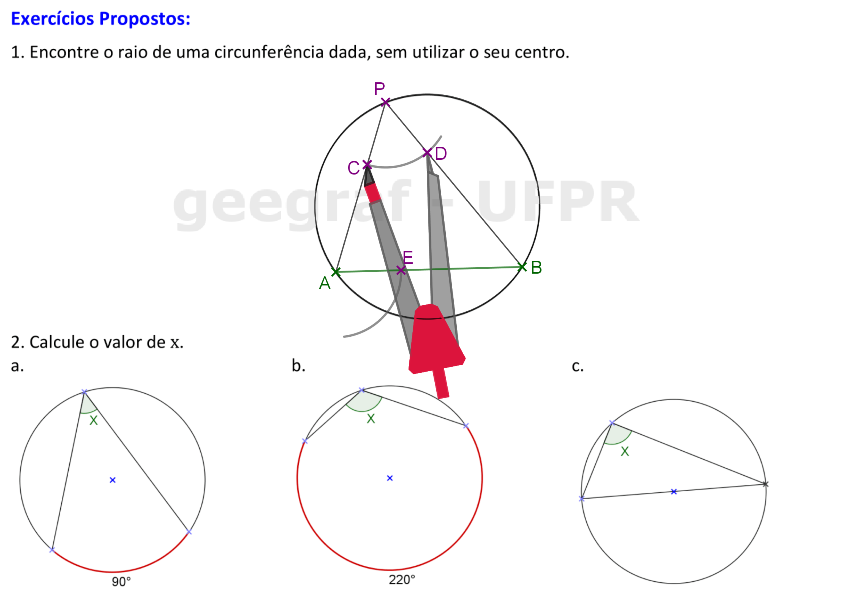 Exercícios Propostos:
1. Encontre o raio de uma circunferência dada, sem utilizar o seu centro.
P
C
D
geegraf - UFPR
E
A
B
2. Calcule o valor de x.
a.
b.
c.
X
X
X
90°
220°